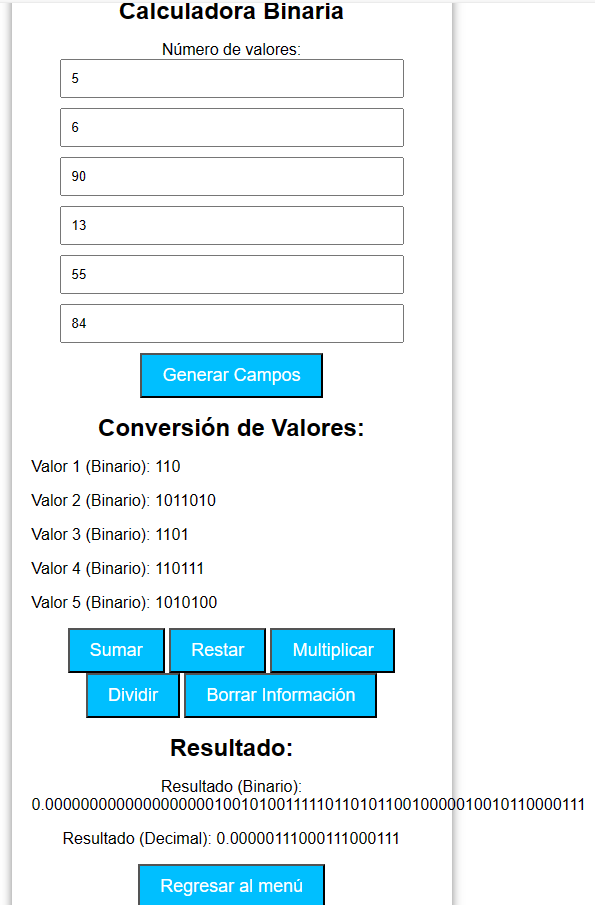 Calculadora Binaria
Número de valores:
5
6
90
13
55
84
Generar Campos
Conversión de Valores:
Valor 1 (Binario): 110
Valor 2 (Binario): 1011010
Valor 3 (Binario): 1101
Valor 4 (Binario): 110111
Valor 5 (Binario): 1010100
Sumar Restar Multiplicar
Dividir Borrar Información
Resultado:
Resultado (Binario):
0.00000000000000000000100101001111101101011001000001001011​0000111
Resultado (Decimal): 0.00000111000111000111
Regresar al menú